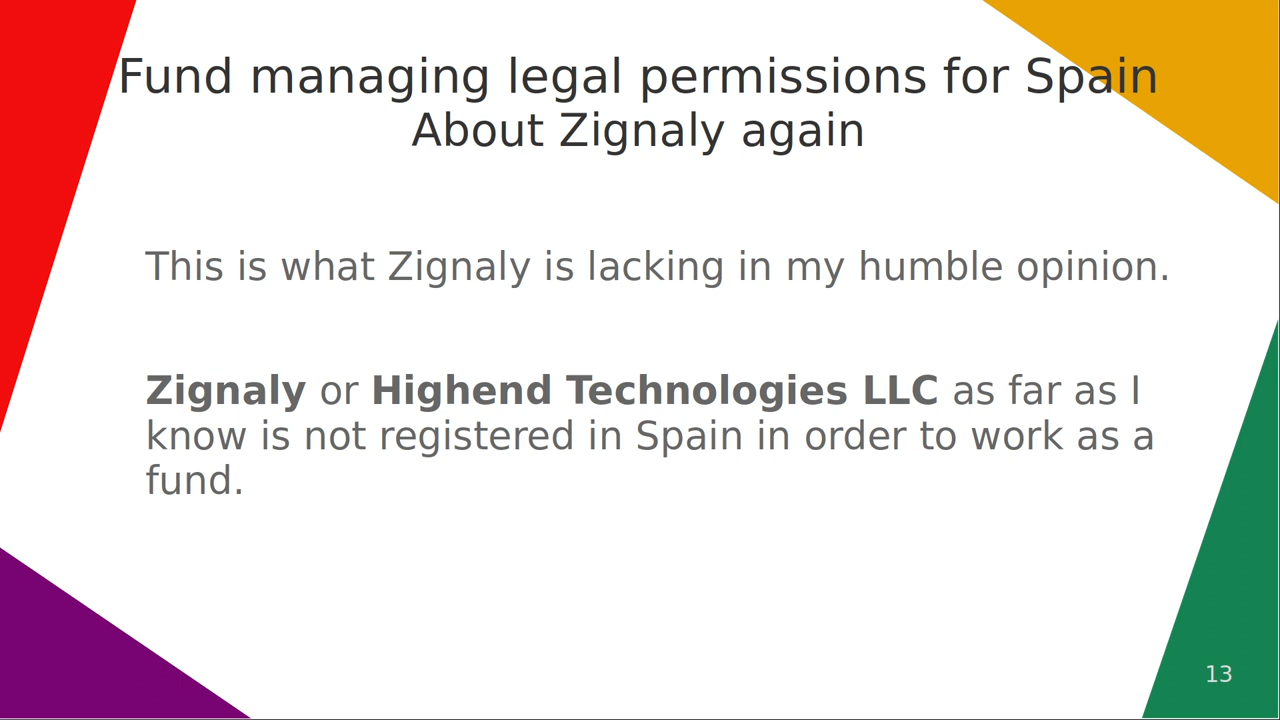 Fund managing legal permissions for Spain
About Zignaly again
This is what Zignaly is lacking in my humble opinion.
Zignaly or Highend Technologies LLC as far as I
know is not registered in Spain in order to work as a
fund.
13